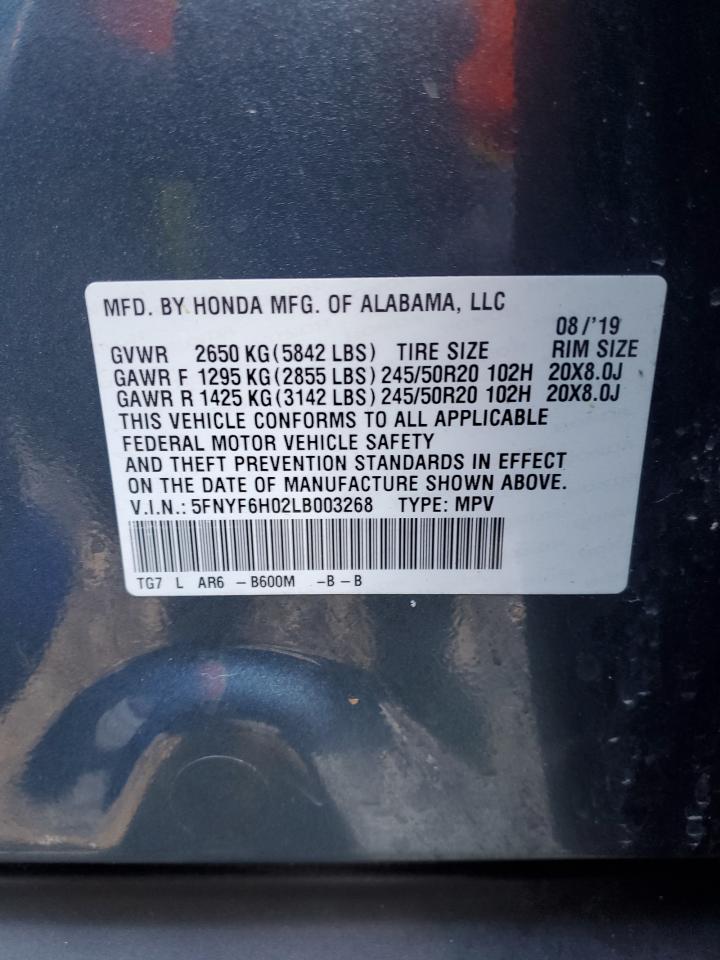 MFD. BY HONDA MFG. OF ALABAMA, LLC
08/'19
GVWR 2650 KG (5842 LBS) TIRE SIZE RIM SIZE
GAWR F 1295 KG (2855 LBS) 245/50R20 102H 20X8.0J
GAWR R 1425 KG (3142 LBS) 245/50R20 102H 20X8.0J
THIS VEHICLE CONFORMS TO ALL APPLICABLE
FEDERAL MOTOR VEHICLE SAFETY
AND THEFT PREVENTION STANDARDS IN EFFECT
ON THE DATE OF MANUFACTURE SHOWN ABOVE.
V.I.N.: 5FNYF6H02LB003268 TYPE: MPV
TG7 L AR6 – B600M –B – B